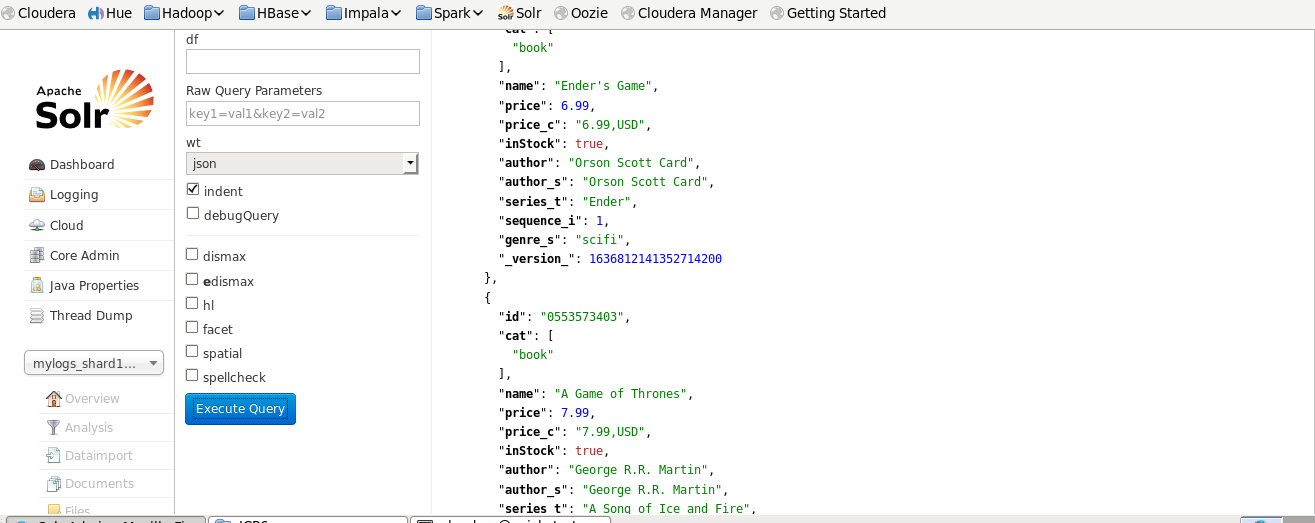 Cloudera Hue Hadoop HBase Impala Spark Solr Oozie Cloudera Manager Getting Started
Apache
Solr
Dashboard
Logging
Cloud
Core Admin
Java Properties
Thread Dump
mylogs_shard1...
Overview
Analysis
Dataimport
Documents
Files
df
Raw Query Parameters
key1=val1&key2=val2
wt
json
indent
debugQuery
dismax
edismax
hl
facet
spatial
spellcheck
Execute Query
"cat": [
"book"
],
"name": "Ender's Game",
"price": 6.99,
"price_c": "6.99,USD",
"inStock": true,
"author": "Orson Scott Card",
"author_s": "Orson Scott Card",
"series_t": "Ender",
"sequence_i": 1,
"genre_s": "scifi",
"_version_": 1636812141352714200
},
{
"id": "0553573403",
"cat": [
"book"
],
"name": "A Game of Thrones",
"price": 7.99,
"price_c": "7.99,USD",
"inStock": true,
"author": "George R.R. Martin",
"author_s": "George R.R. Martin",
"series_t": "A Song of Ice and Fire",